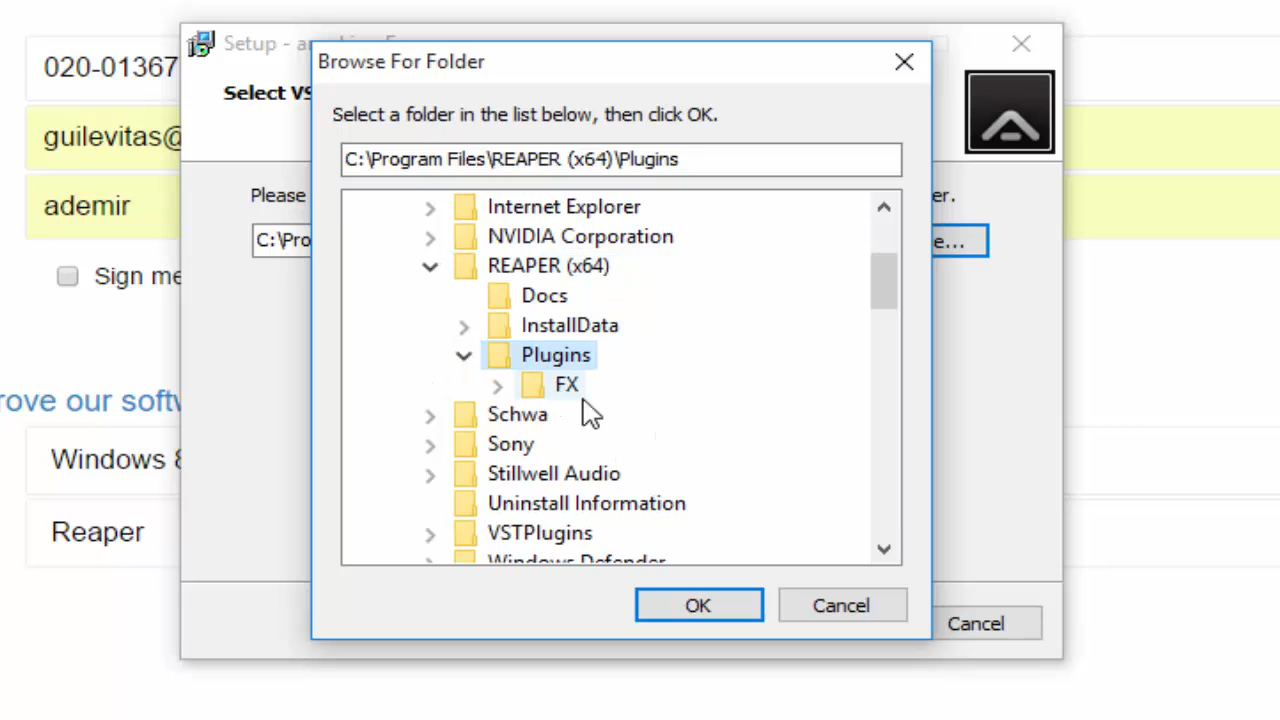 Setup -
Browse For Folder
020-01367
Select VS
Select a folder in the list below, then click OK.
guilevitas@
C:\Program Files\REAPER (x64)\Plugins
Please
er.
ademir
Internet Explorer
C:\Pro
e...
NVIDIA Corporation
REAPER (x64)
Sign me
Docs
InstallData
Plugins
FX
rove our softw
Schwa
Sony
Windows 8
Stillwell Audio
Uninstall Information
Reaper
VSTPlugins
Windows Defender
OK
Cancel
Cancel